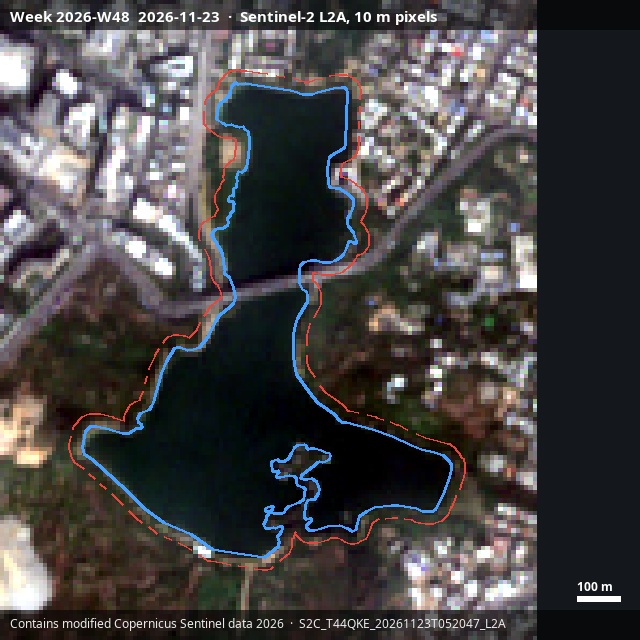 Week 2026-W48 2026-11-23 · Sentinel-2 L2A, 10 m pixels
100 m
Contains modified Copernicus Sentinel data 2026 · S2C_T44QKE_20261123T052047_L2A